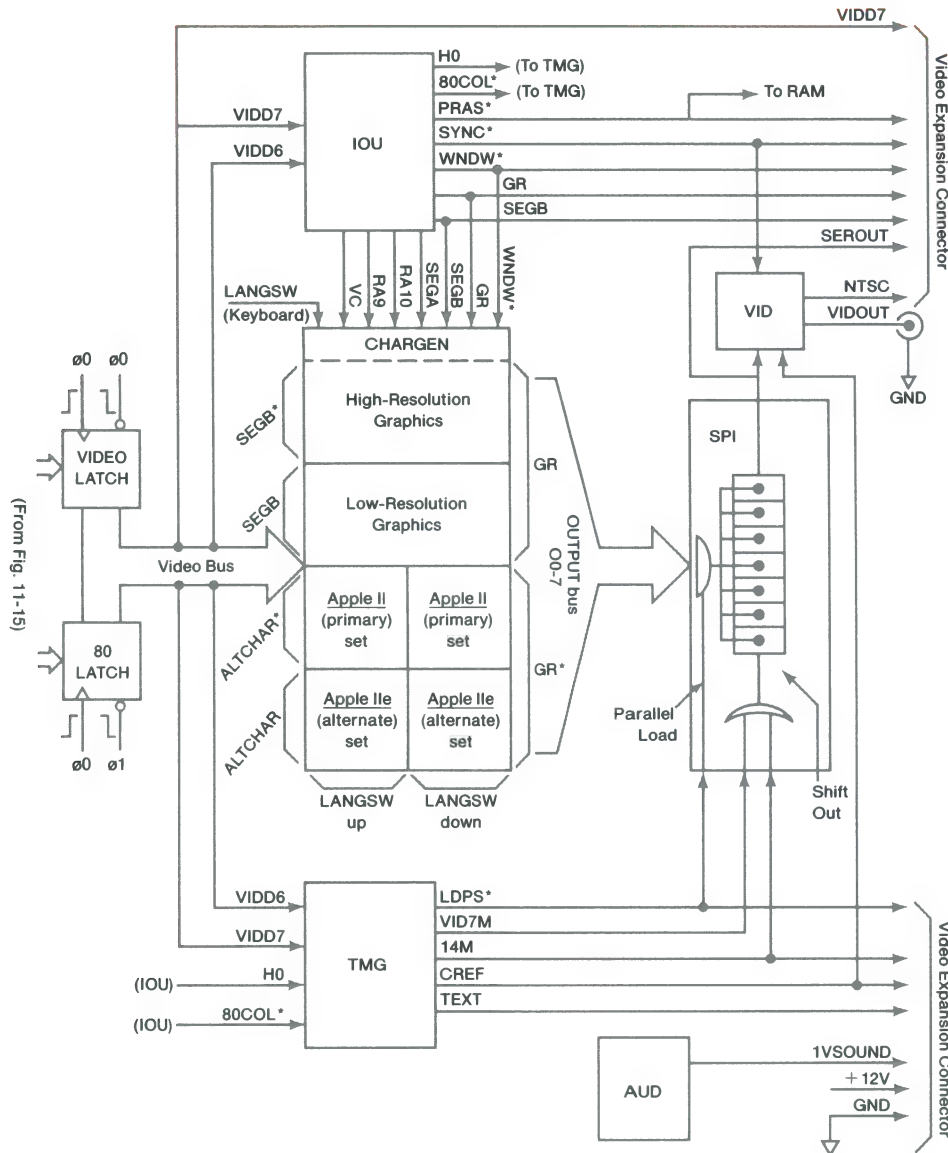 VIDD7
Video Expansion Connector
H0
(To TMG)
80COL*
(To TMG)
PRAS*
To RAM
VIDD7
SYNC*
IOU
VIDD6
WNDW*
GR
SEGB
SEROUT
VC
RA9
RA10
SEGA
SEGB
GR
WNDW*
LANGSW
(Keyboard)
NTSC
VID
VIDOUT
GND
CHARGEN
ø0
ø0
VIDEO
LATCH
SEGB*
High-Resolution
Graphics
GR
SPI
(From Fig. 11-15)
SEGB
Low-Resolution
Graphics
Video Bus
OUTPUT bus
O0-7
80
LATCH
ø0
ø1
ALTCHAR*
Apple II
(primary)
set
Apple II
(primary)
set
GR*
ALTCHAR
Apple IIe
(alternate)
set
Apple IIe
(alternate)
set
Parallel
Load
Shift
Out
LANGSW
up
LANGSW
down
VIDD6
LDPS*
VID7M
VIDD7
14M
TMG
(IOU)
H0
CREF
TEXT
(IOU)
80COL*
Video Expansion Connector
AUD
1VSOUND
+12V
GND